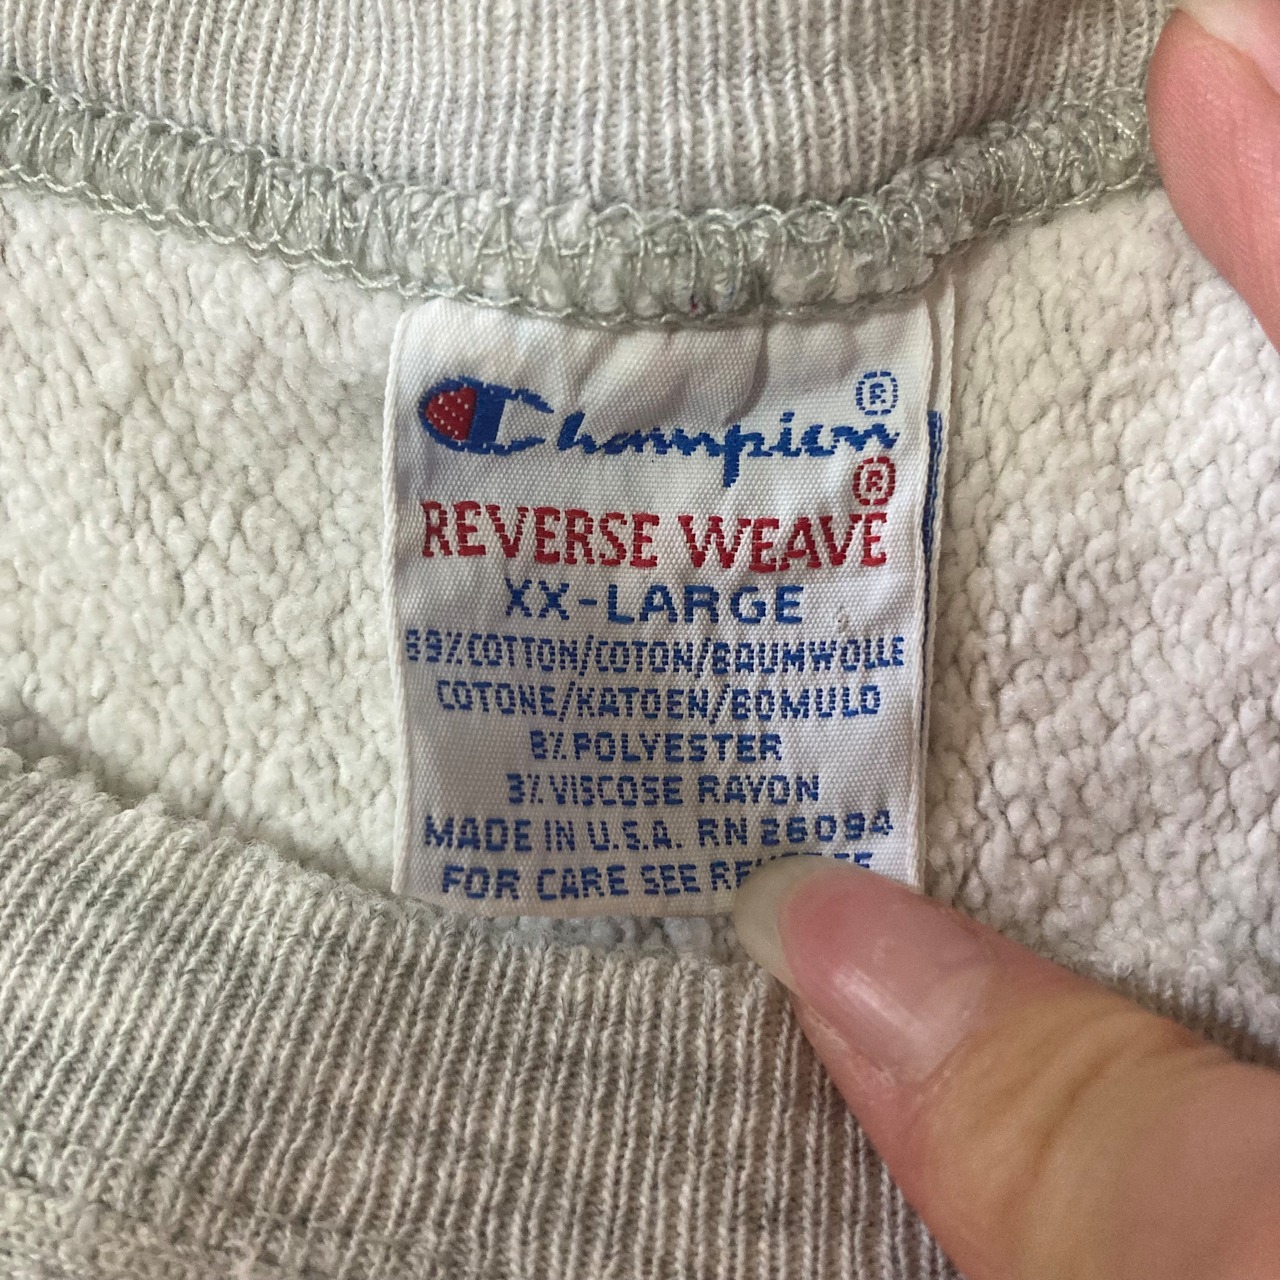 Champion®
REVERSE WEAVE®
XX-LARGE
89% COTTON/COTON/BAUMWOLLE
COTONE/KATOEN/BOMULD
8% POLYESTER
3% VISCOSE RAYON
MADE IN U.S.A. RN 26094
FOR CARE SEE